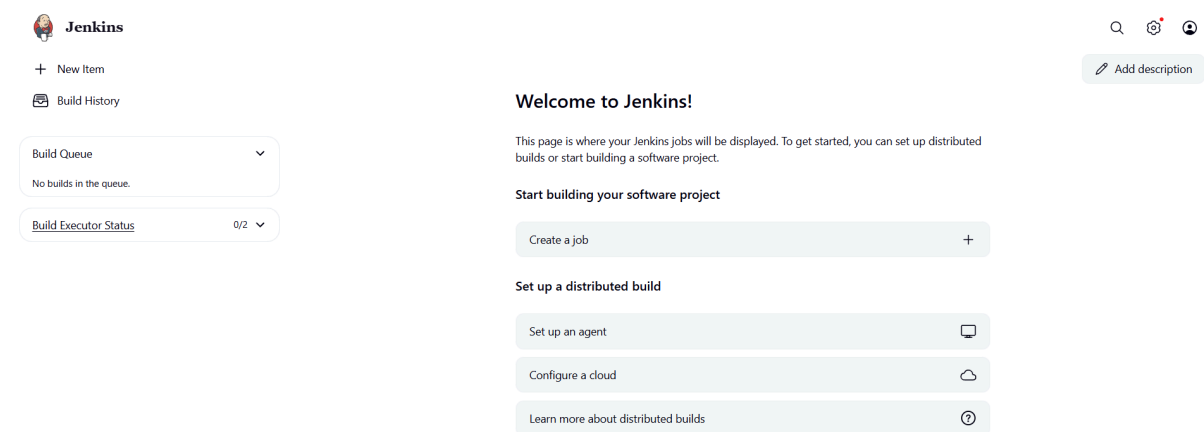 Jenkins
New Item
Build History
Build Queue
No builds in the queue.
Build Executor Status 0/2
Add description
Welcome to Jenkins!
This page is where your Jenkins jobs will be displayed. To get started, you can set up distributed
builds or start building a software project.
Start building your software project
Create a job
Set up a distributed build
Set up an agent
Configure a cloud
Learn more about distributed builds